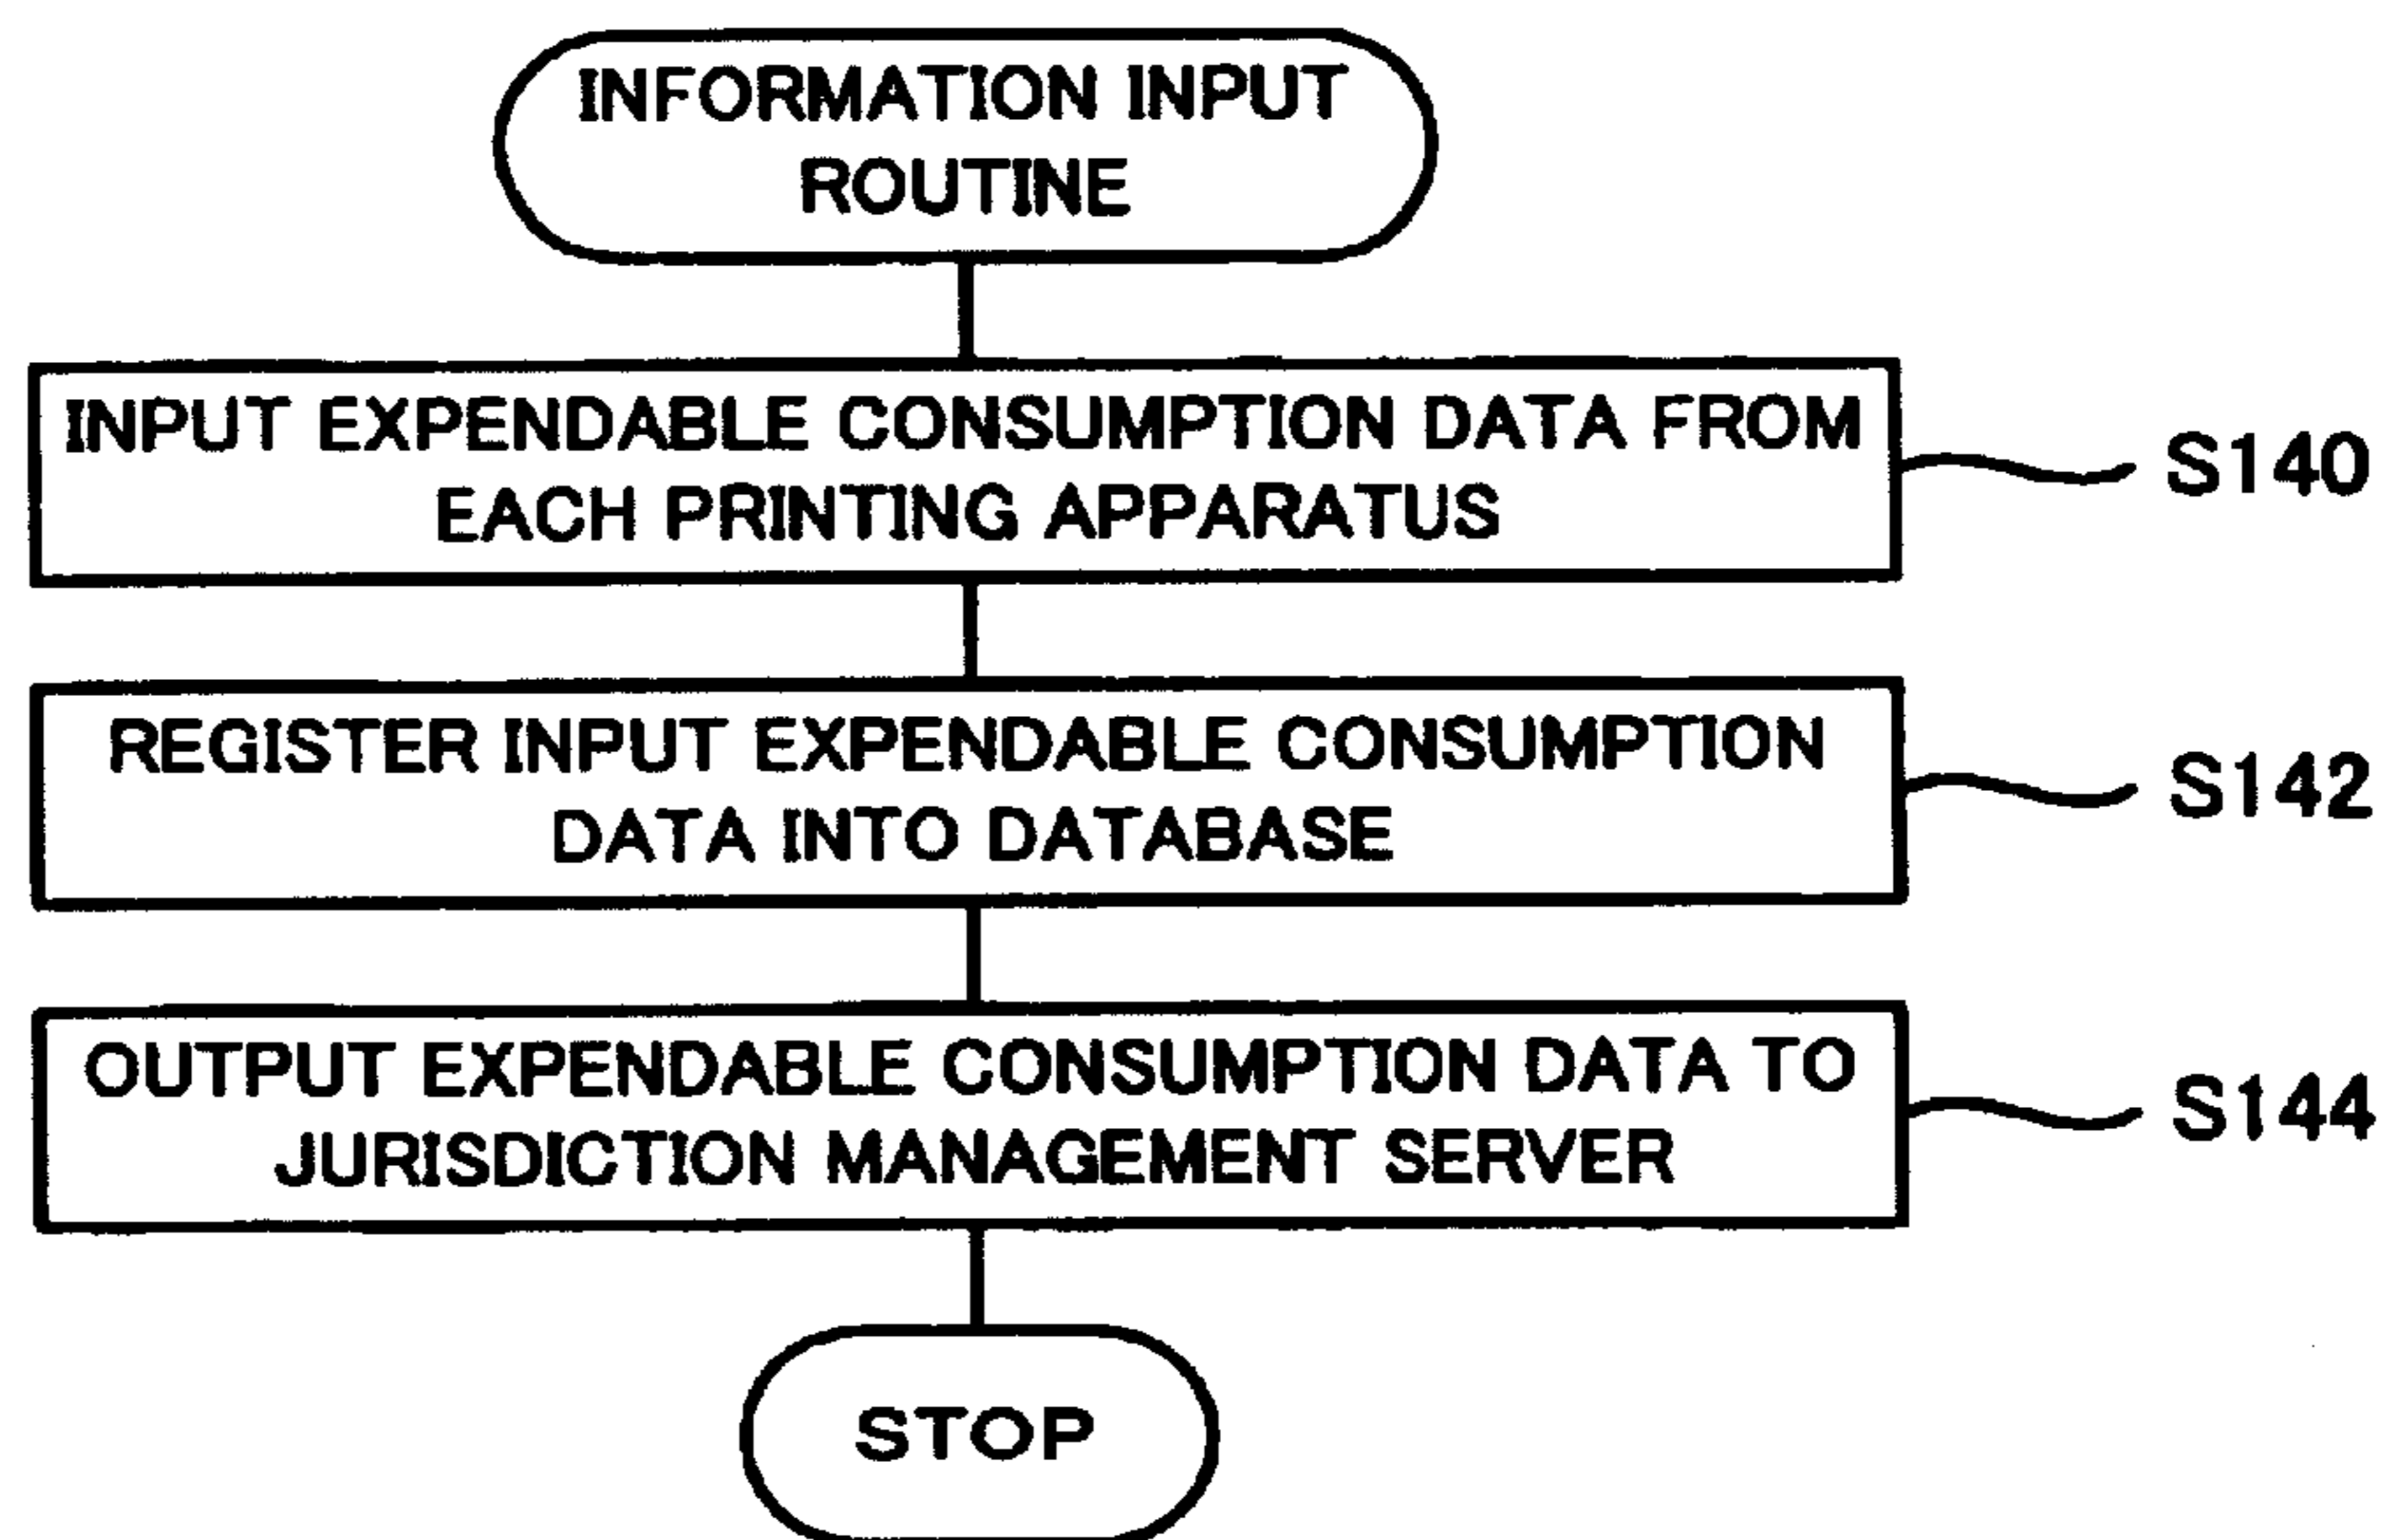 INFORMATION INPUT
ROUTINE
INPUT EXPENDABLE CONSUMPTION DATA FROM
EACH PRINTING APPARATUS
S140
REGISTER INPUT EXPENDABLE CONSUMPTION
DATA INTO DATABASE
S142
OUTPUT EXPENDABLE CONSUMPTION DATA TO
JURISDICTION MANAGEMENT SERVER
S144
STOP